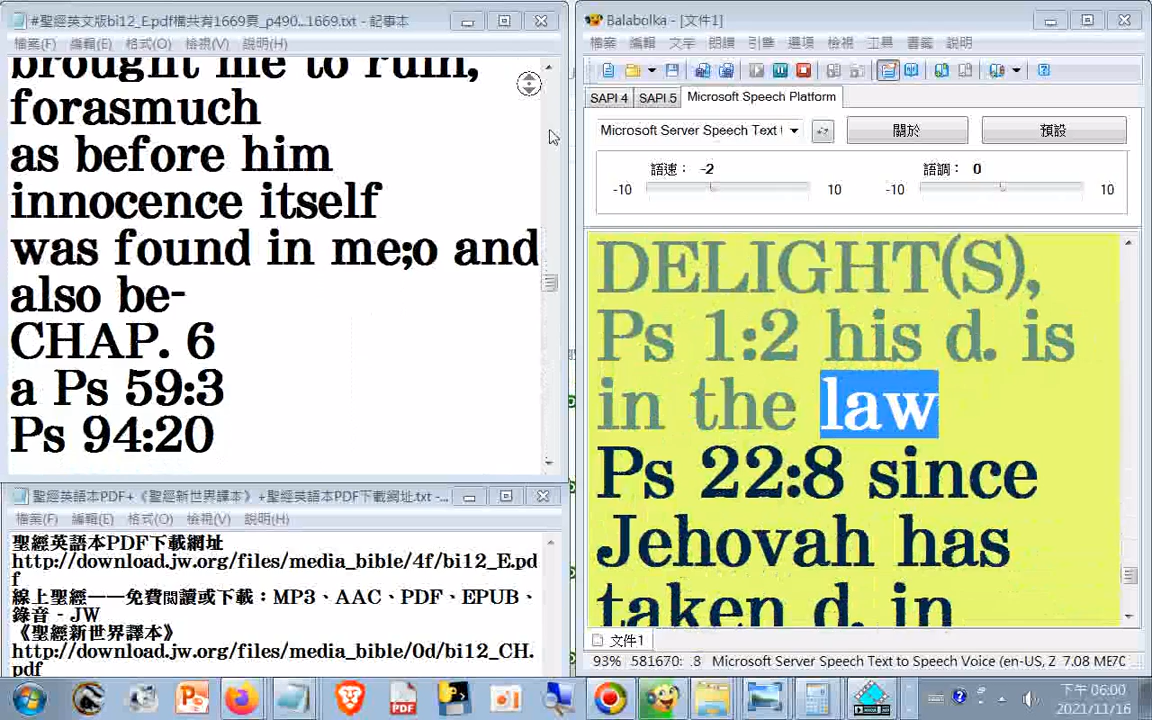 #聖經英文版bi12_E.pdf檔共有1669頁_p490...1669.txt - 記事本
檔案(F) 編輯(E) 格式(O) 檢視(V) 說明(H)
brought me to ruin,
forasmuch
as before him
innocence itself
was found in me;o and
also be-
CHAP. 6
a Ps 59:3
Ps 94:20
聖經英語本PDF+《聖經新世界譯本》+聖經英語本PDF下載網址.txt -...
檔案(F) 編輯(E) 格式(O) 檢視(V) 說明(H)
聖經英語本PDF下載網址
http://download.jw.org/files/media_bible/4f/bi12_E.pd
f
線上聖經——免費閱讀或下載：MP3、AAC、PDF、EPUB、
錄音 - JW
《聖經新世界譯本》
http://download.jw.org/files/media_bible/0d/bi12_CH.
pdf
Balabolka - [文件1]
檔案 編輯 文字 朗讀 引擎 選項 檢視 工具 書籤 說明
SAPI 4 SAPI 5 Microsoft Speech Platform
Microsoft Server Speech Text 關於 預設
語速： -2 語調： 0
-10 10 -10 10
DELIGHT(S),
Ps 1:2 his d. is
in the law
Ps 22:8 since
Jehovah has
taken d. in
文件1
93% 581670: .8 Microsoft Server Speech Text to Speech Voice (en-US, Z 7.08 ME
PDF
下午 06:00
2021/11/16